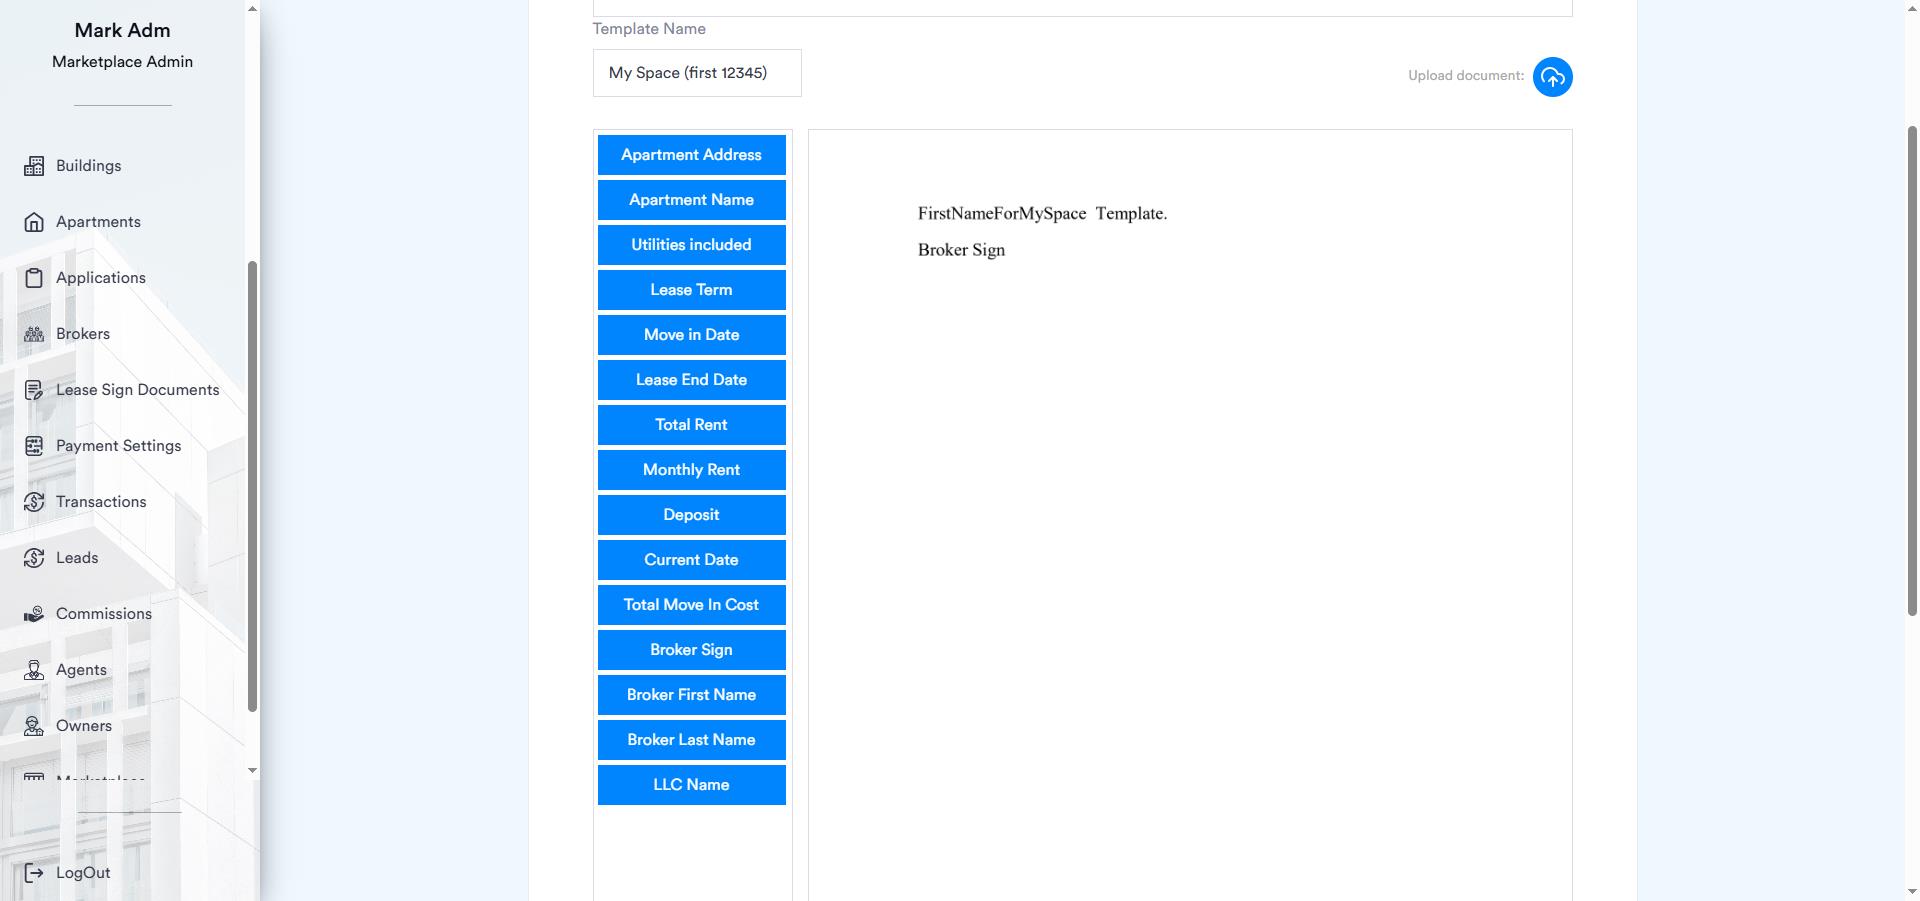 Mark Adm
Marketplace Admin
Buildings
Apartments
Applications
Brokers
Lease Sign Documents
Payment Settings
Transactions
Leads
Commissions
Agents
Owners
Marketplace
LogOut
Template Name
My Space (first 12345)
Upload document:
Apartment Address
Apartment Name
Utilities included
Lease Term
Move in Date
Lease End Date
Total Rent
Monthly Rent
Deposit
Current Date
Total Move In Cost
Broker Sign
Broker First Name
Broker Last Name
LLC Name
FirstNameForMySpace Template.
Broker Sign